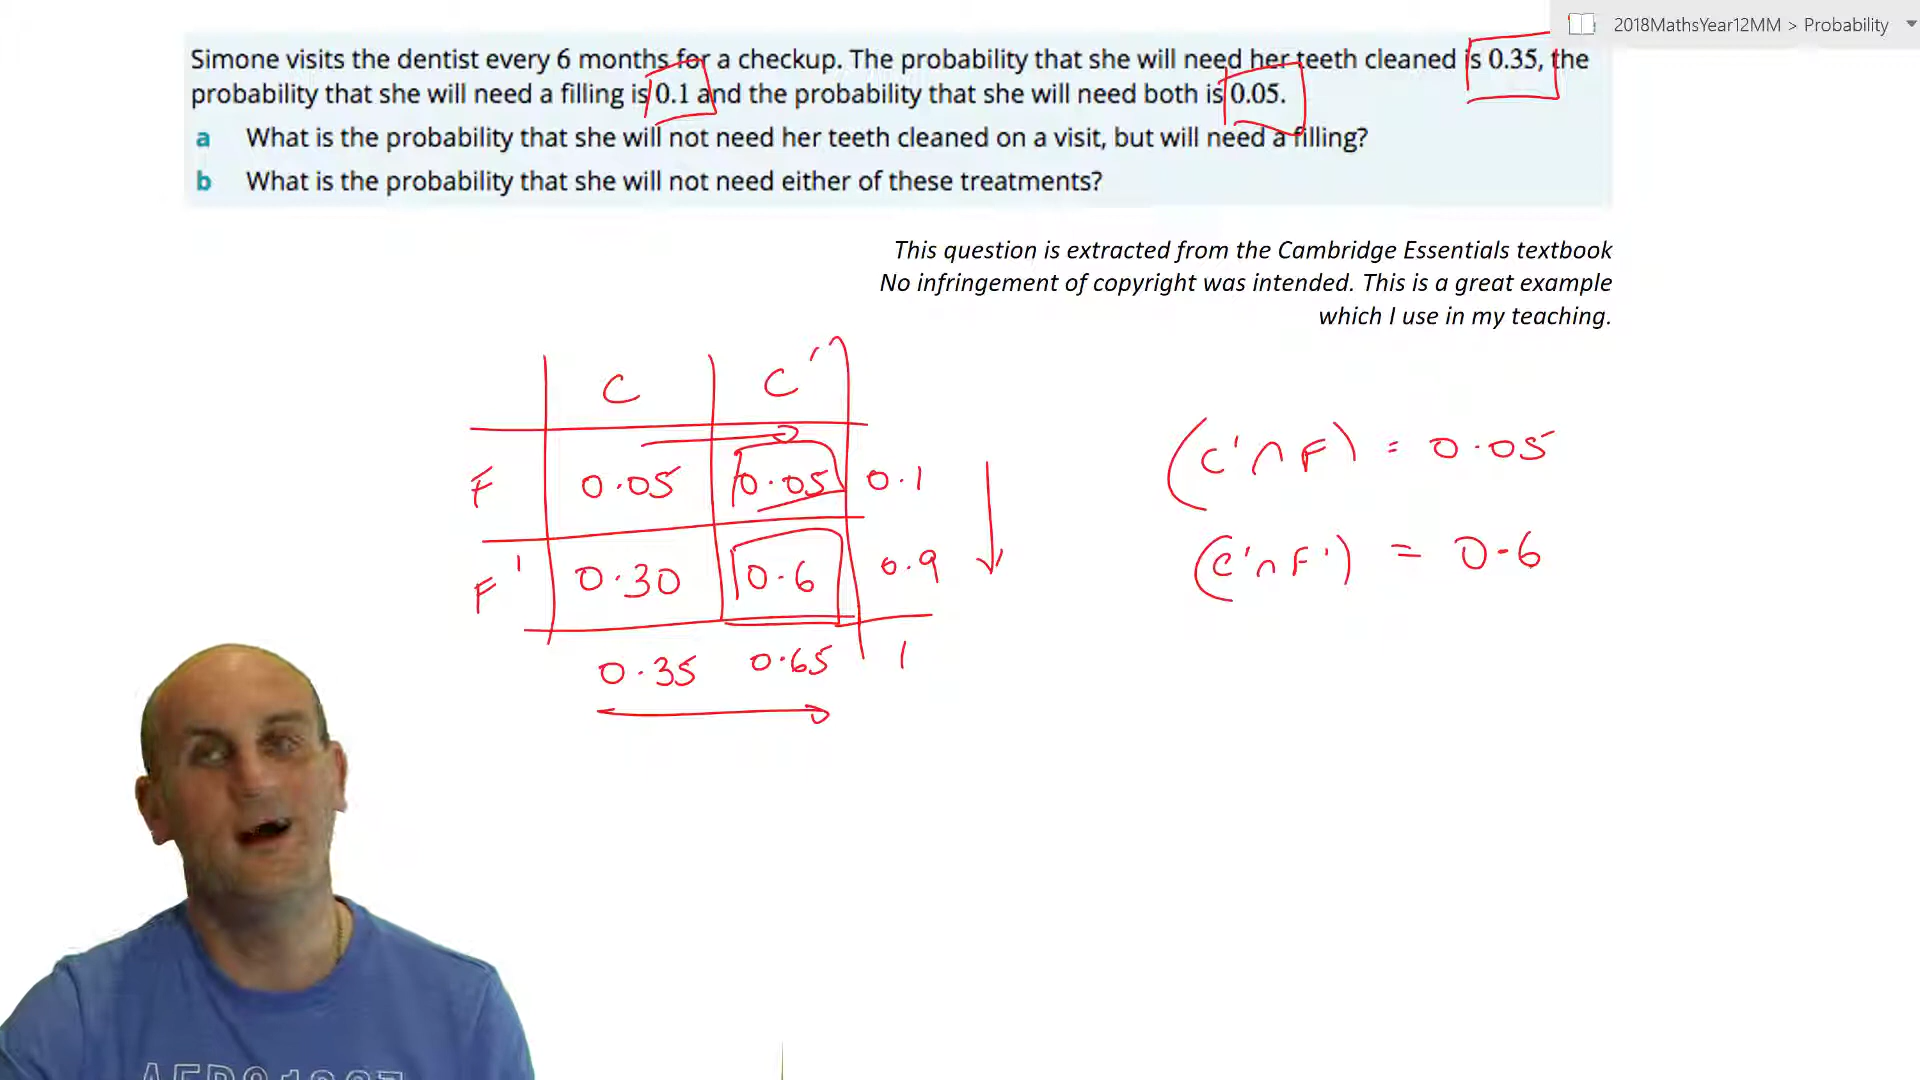 2018MathsYear12MM > Probability
Simone visits the dentist every 6 months for a checkup. The probability that she will need her teeth cleaned is 0.35, the
probability that she will need a filling is 0.1 and the probability that she will need both is 0.05.
a What is the probability that she will not need her teeth cleaned on a visit, but will need a filling?
b What is the probability that she will not need either of these treatments?
This question is extracted from the Cambridge Essentials textbook
No infringement of copyright was intended. This is a great example
which I use in my teaching.
C C'
F 0.05 0.05 0.1
F' 0.30 0.6 0.9
0.35 0.65 1
(C'∩F) = 0.05
(C'∩F') = 0.6